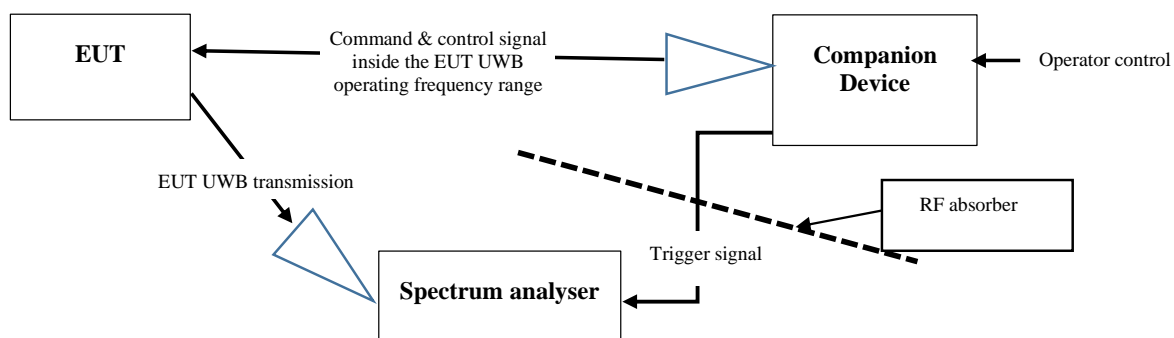 EUT
Command & control signal
inside the EUT UWB
operating frequency range
Companion
Device
Operator control
EUT UWB transmission
RF absorber
Trigger signal
Spectrum analyser